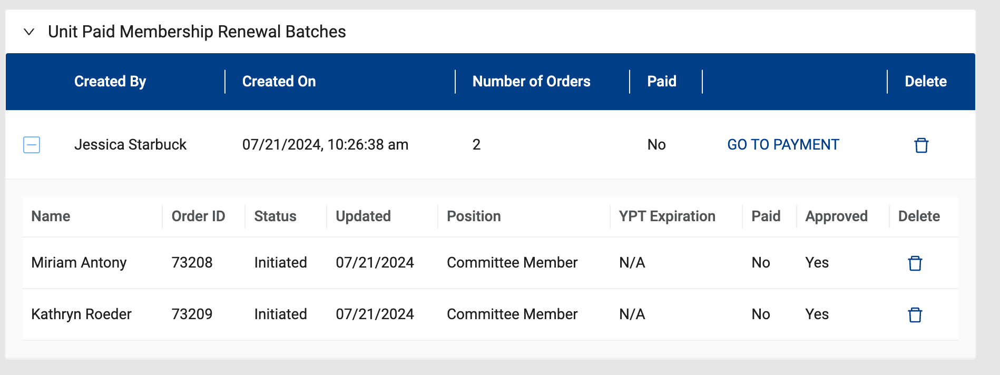 Unit Paid Membership Renewal Batches
Created By Created On Number of Orders Paid Delete
Jessica Starbuck 07/21/2024, 10:26:38 am 2 No GO TO PAYMENT
Name Order ID Status Updated Position YPT Expiration Paid Approved Delete
Miriam Antony 73208 Initiated 07/21/2024 Committee Member N/A No Yes
Kathryn Roeder 73209 Initiated 07/21/2024 Committee Member N/A No Yes